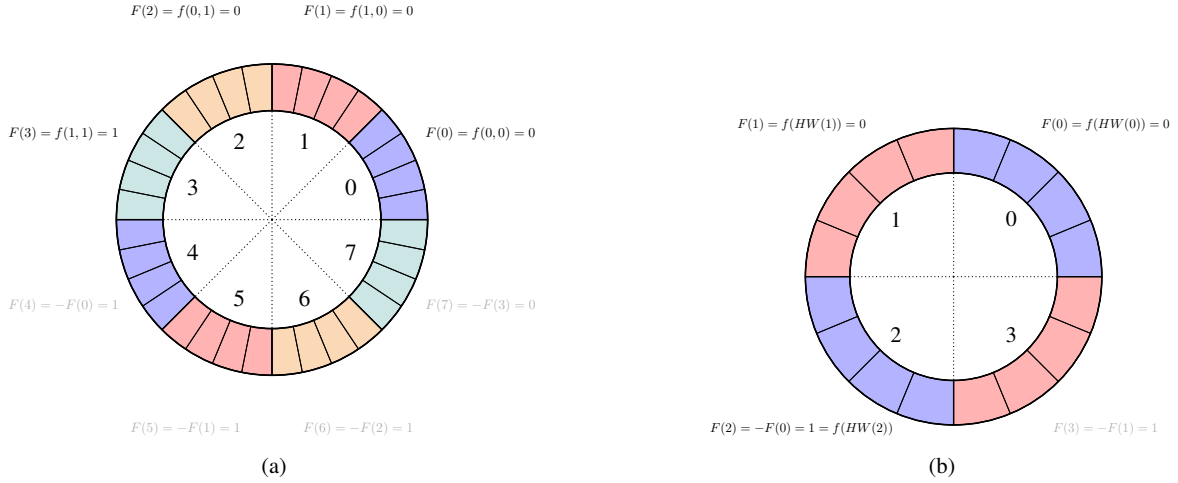 F(2) = f(0, 1) = 0
F(1) = f(1, 0) = 0
F(3) = f(1, 1) = 1
F(0) = f(0, 0) = 0
2
1
3
0
4
7
5
6
F(4) = −F(0) = 1
F(7) = −F(3) = 0
F(5) = −F(1) = 1
F(6) = −F(2) = 1
(a)
F(1) = f(HW(1)) = 0
F(0) = f(HW(0)) = 0
1
0
2
3
F(2) = −F(0) = 1 = f(HW(2))
F(3) = −F(1) = 1
(b)